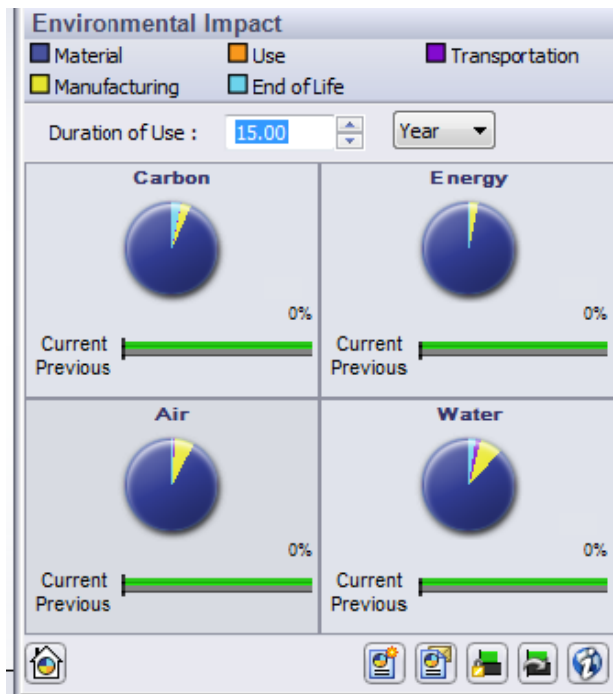 Environmental Impact
Material Use Transportation
Manufacturing End of Life
Duration of Use : 15.00 Year
Carbon Energy
0% 0%
Current Current
Previous Previous
Air Water
0% 0%
Current Current
Previous Previous